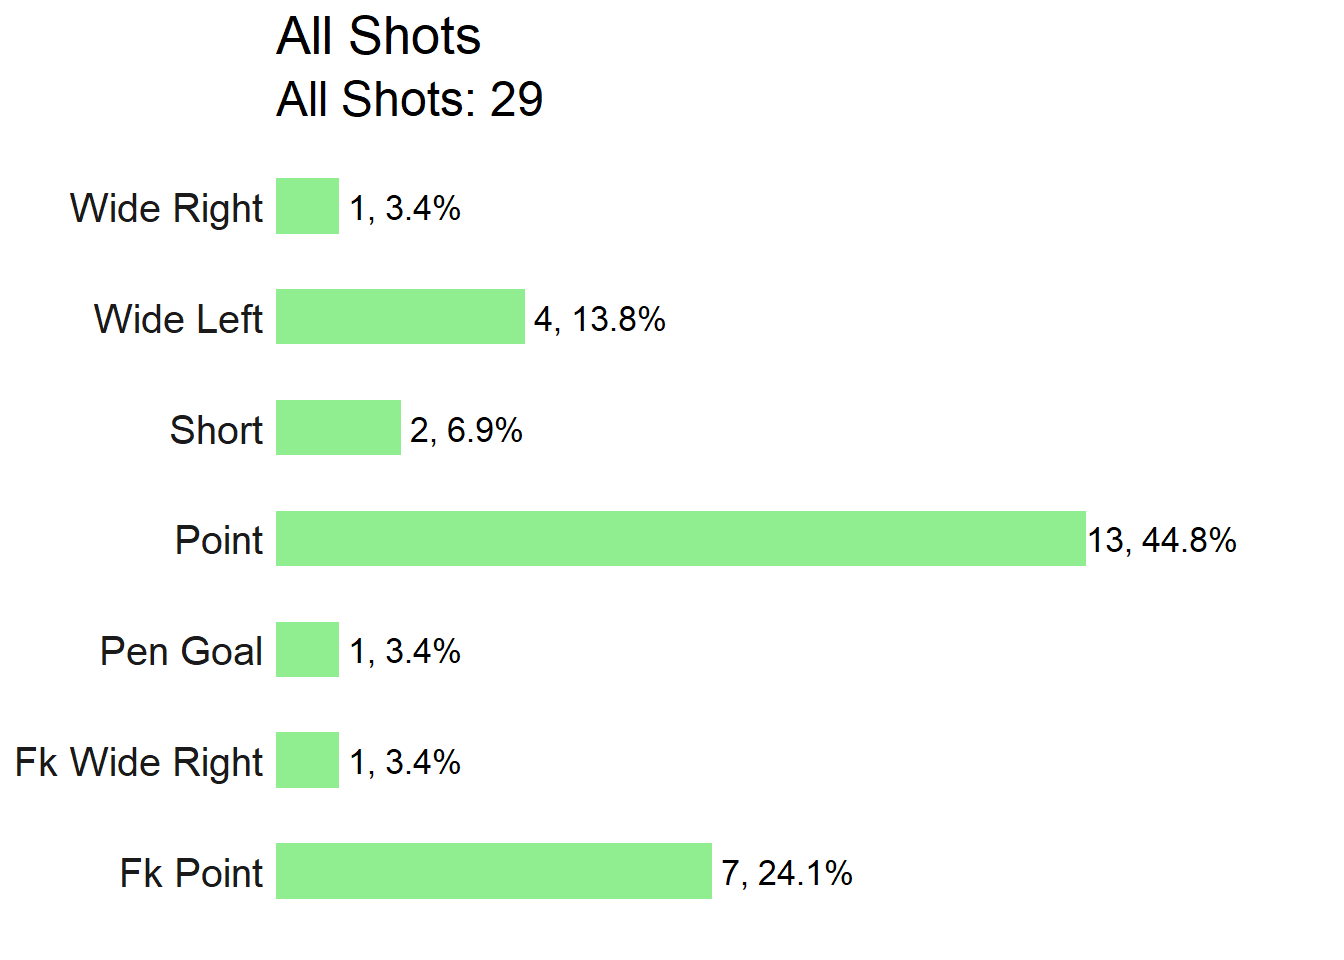 All Shots
All Shots: 29
Wide Right 1, 3.4%
Wide Left 4, 13.8%
Short 2, 6.9%
Point 13, 44.8%
Pen Goal 1, 3.4%
Fk Wide Right 1, 3.4%
Fk Point 7, 24.1%